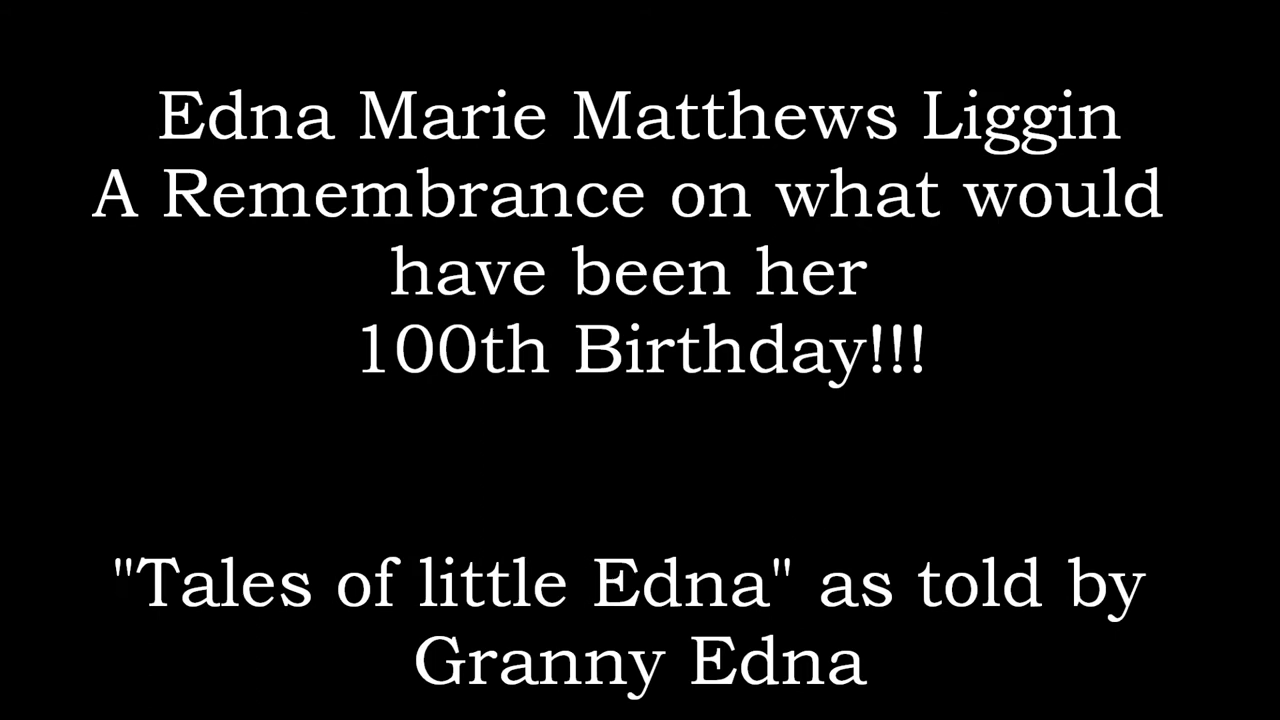 Edna Marie Matthews Liggin
A Remembrance on what would
have been her
100th Birthday!!!
"Tales of little Edna" as told by
Granny Edna